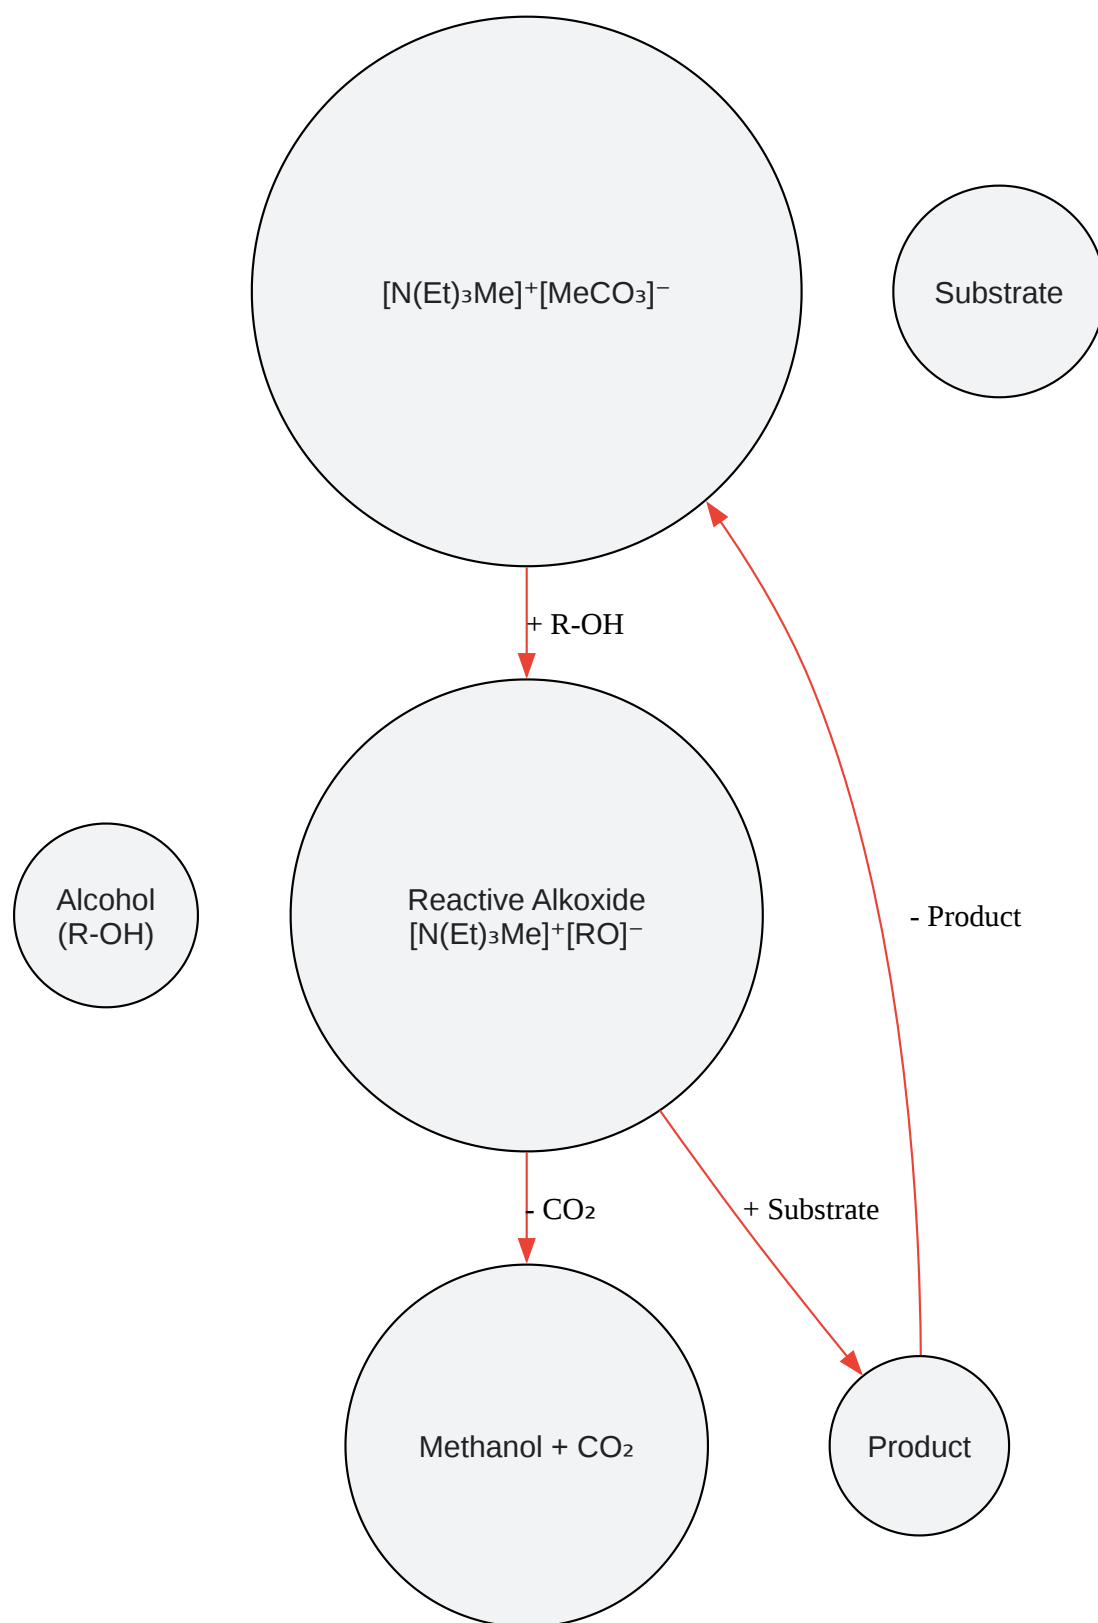 [N(Et)₃Me]⁺[MeCO₃]⁻
Substrate
+ R-OH
Alcohol
(R-OH)
Reactive Alkoxide
[N(Et)₃Me]⁺[RO]⁻
- Product
- CO₂
+ Substrate
Methanol + CO₂
Product